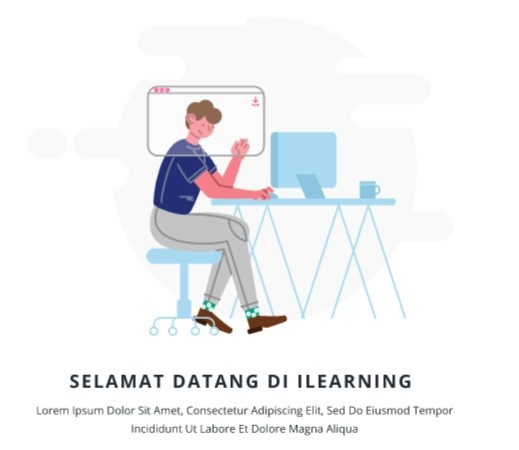 SELAMAT DATANG DI ILEARNING
Lorem Ipsum Dolor Sit Amet, Consectetur Adipiscing Elit, Sed Do Eiusmod Tempor
Incididunt Ut Labore Et Dolore Magna Aliqua